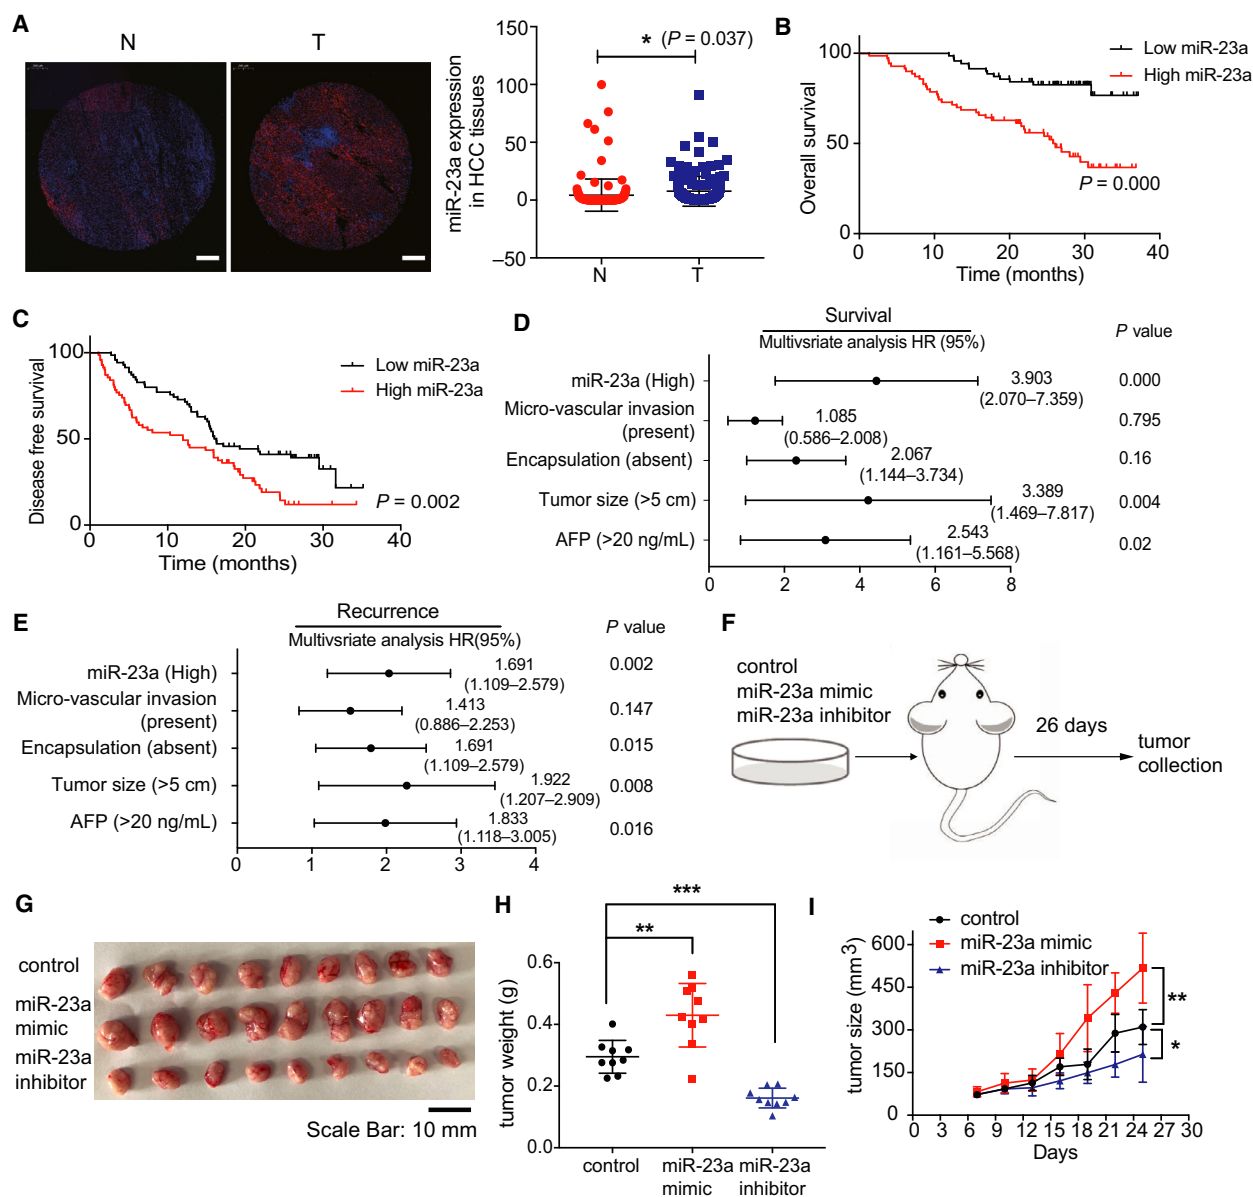 A
N
T
miR-23a expression
in HCC tissues
150
100
50
0
–50
* (P = 0.037)
N
T
B
Overall survival
100
50
0
Low miR-23a
High miR-23a
P = 0.000
0
10
20
30
40
Time (months)
C
Disease free survival
100
50
0
Low miR-23a
High miR-23a
P = 0.002
0
10
20
30
40
Time (months)
D
Survival
Multivsriate analysis HR (95%)
P value
miR-23a (High)
3.903
(2.070–7.359)
0.000
Micro-vascular invasion
(present)
1.085
(0.586–2.008)
0.795
Encapsulation (absent)
2.067
(1.144–3.734)
0.16
Tumor size (>5 cm)
3.389
(1.469–7.817)
0.004
AFP (>20 ng/mL)
2.543
(1.161–5.568)
0.02
0
2
4
6
8
E
Recurrence
Multivsriate analysis HR(95%)
P value
miR-23a (High)
1.691
(1.109–2.579)
0.002
Micro-vascular invasion
(present)
1.413
(0.886–2.253)
0.147
Encapsulation (absent)
1.691
(1.109–2.579)
0.015
Tumor size (>5 cm)
1.922
(1.207–2.909)
0.008
AFP (>20 ng/mL)
1.833
(1.118–3.005)
0.016
0
1
2
3
4
F
control
miR-23a mimic
miR-23a inhibitor
26 days
tumor
collection
G
control
miR-23a
mimic
miR-23a
inhibitor
Scale Bar: 10 mm
H
tumor weight (g)
0.6
0.4
0.2
0.0
**
***
control
miR-23a
mimic
miR-23a
inhibitor
I
control
miR-23a mimic
miR-23a inhibitor
tumor size (mm3)
600
450
300
150
0
**
*
0
3
6
9
12
15
18
21
24
27
30
Days